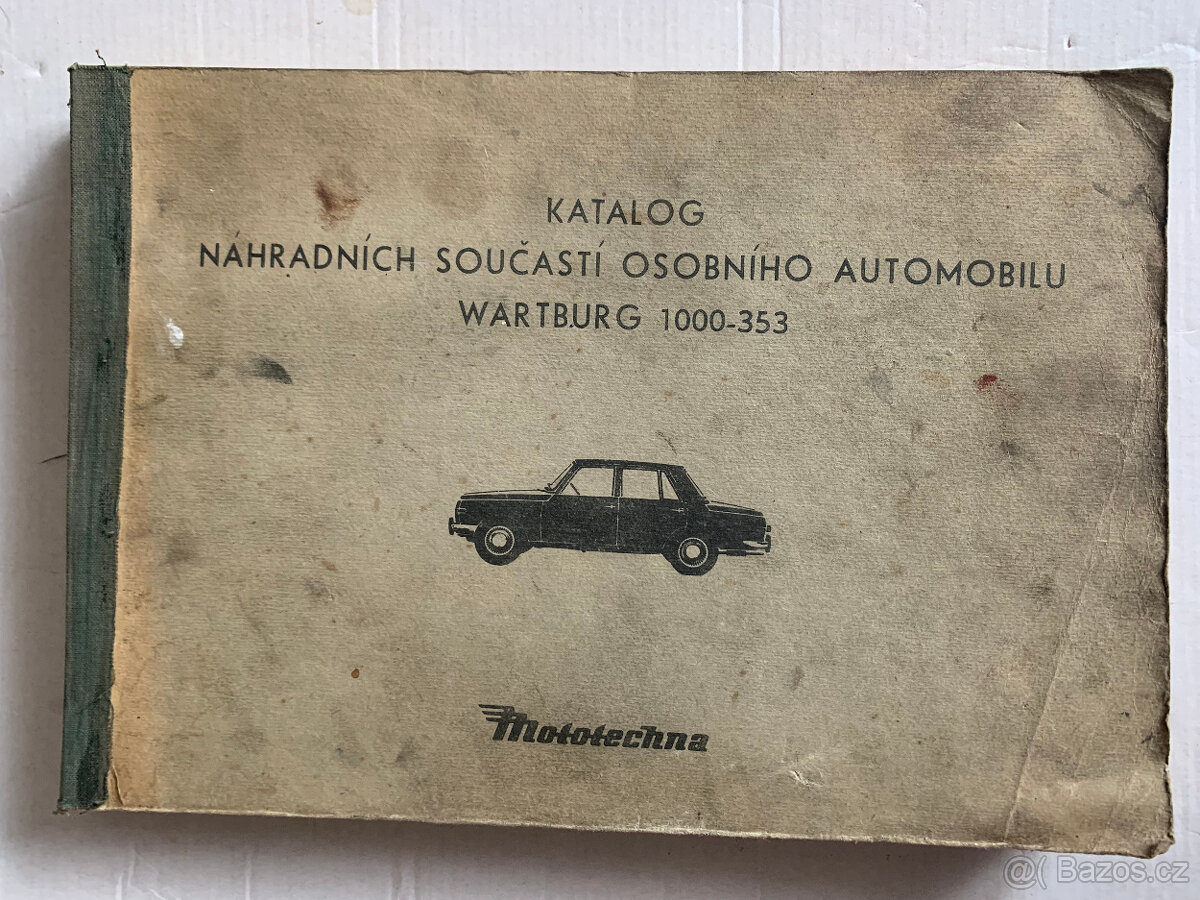 KATALOG
NÁHRADNÍCH SOUČASTÍ OSOBNÍHO AUTOMOBILU
WARTBURG 1000-353
Mototechna
@( Bazos.cz